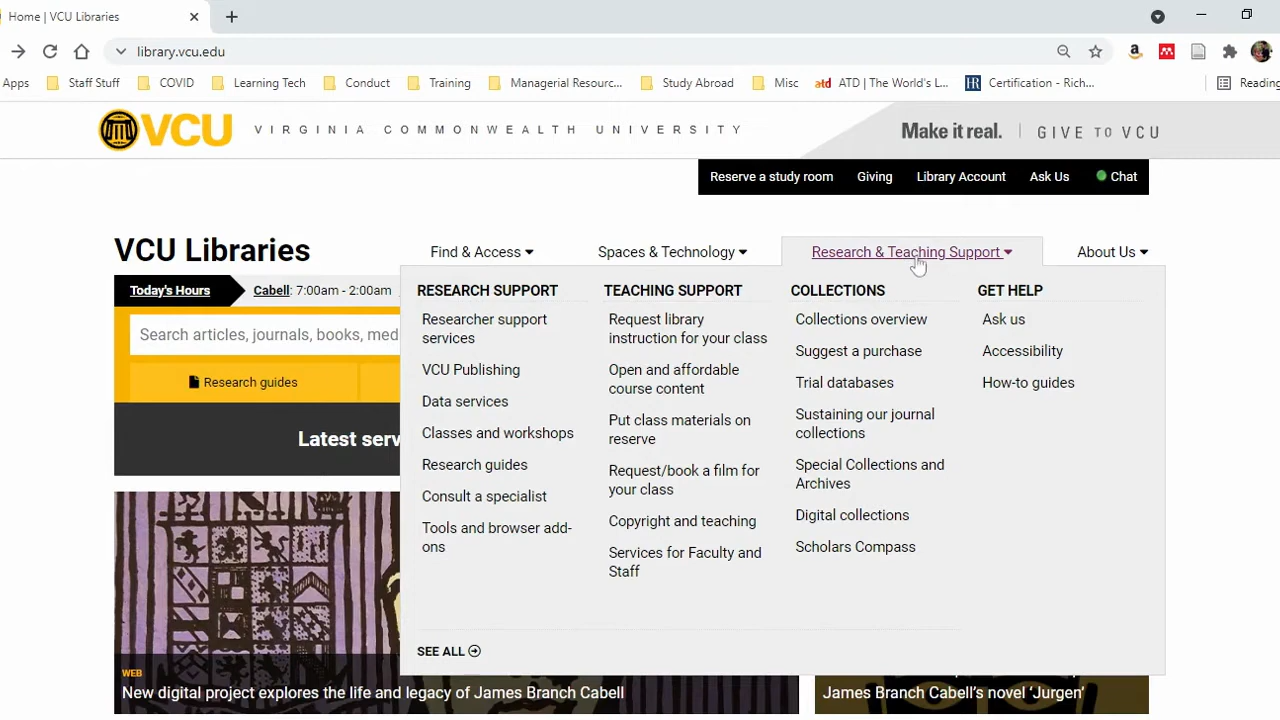 Home | VCU Libraries
library.vcu.edu
Apps
Staff Stuff
COVID
Learning Tech
Conduct
Training
Managerial Resourc...
Study Abroad
Misc
atd
ATD | The World's L...
HR
Certification - Rich...
Reading
VCU
VIRGINIA COMMONWEALTH UNIVERSITY
Make it real.
GIVE TO VCU
Reserve a study room
Giving
Library Account
Ask Us
Chat
VCU Libraries
Find & Access
Spaces & Technology
Research & Teaching Support
About Us
Today's Hours
Cabell: 7:00am - 2:00am
Search articles, journals, books, med
Research guides
Latest serv
RESEARCH SUPPORT
Researcher support
services
VCU Publishing
Data services
Classes and workshops
Research guides
Consult a specialist
Tools and browser add-
ons
TEACHING SUPPORT
Request library
instruction for your class
Open and affordable
course content
Put class materials on
reserve
Request/book a film for
your class
Copyright and teaching
Services for Faculty and
Staff
COLLECTIONS
Collections overview
Suggest a purchase
Trial databases
Sustaining our journal
collections
Special Collections and
Archives
Digital collections
Scholars Compass
GET HELP
Ask us
Accessibility
How-to guides
SEE ALL
WEB
New digital project explores the life and legacy of James Branch Cabell
James Branch Cabell's novel 'Jurgen'